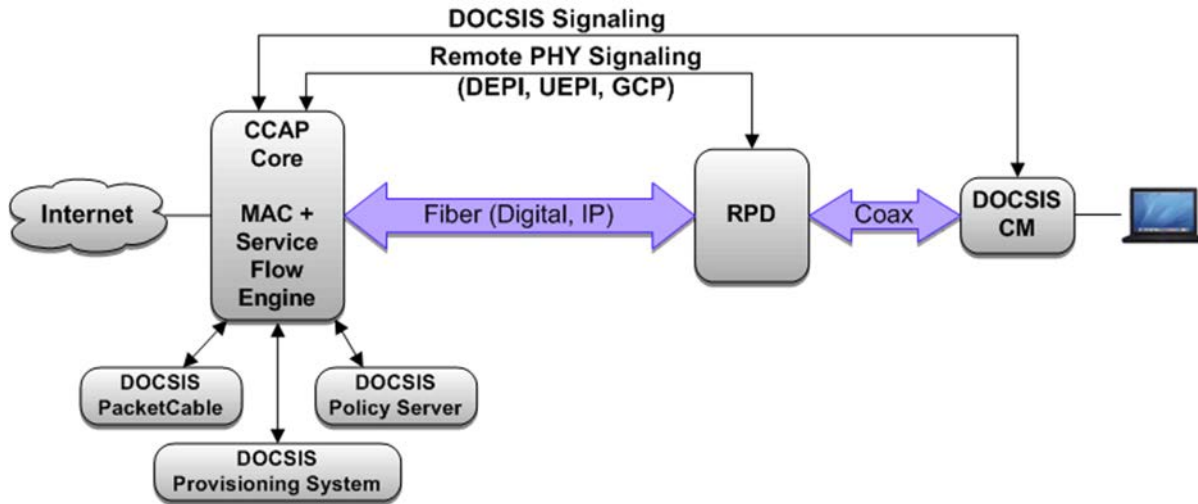 DOCSIS Signaling
Remote PHY Signaling
(DEPI, UEPI, GCP)
CCAP
Core
MAC +
Service
Flow
Engine
Internet
Fiber (Digital, IP)
RPD
Coax
DOCSIS
CM
DOCSIS
PacketCable
DOCSIS
Policy Server
DOCSIS
Provisioning System